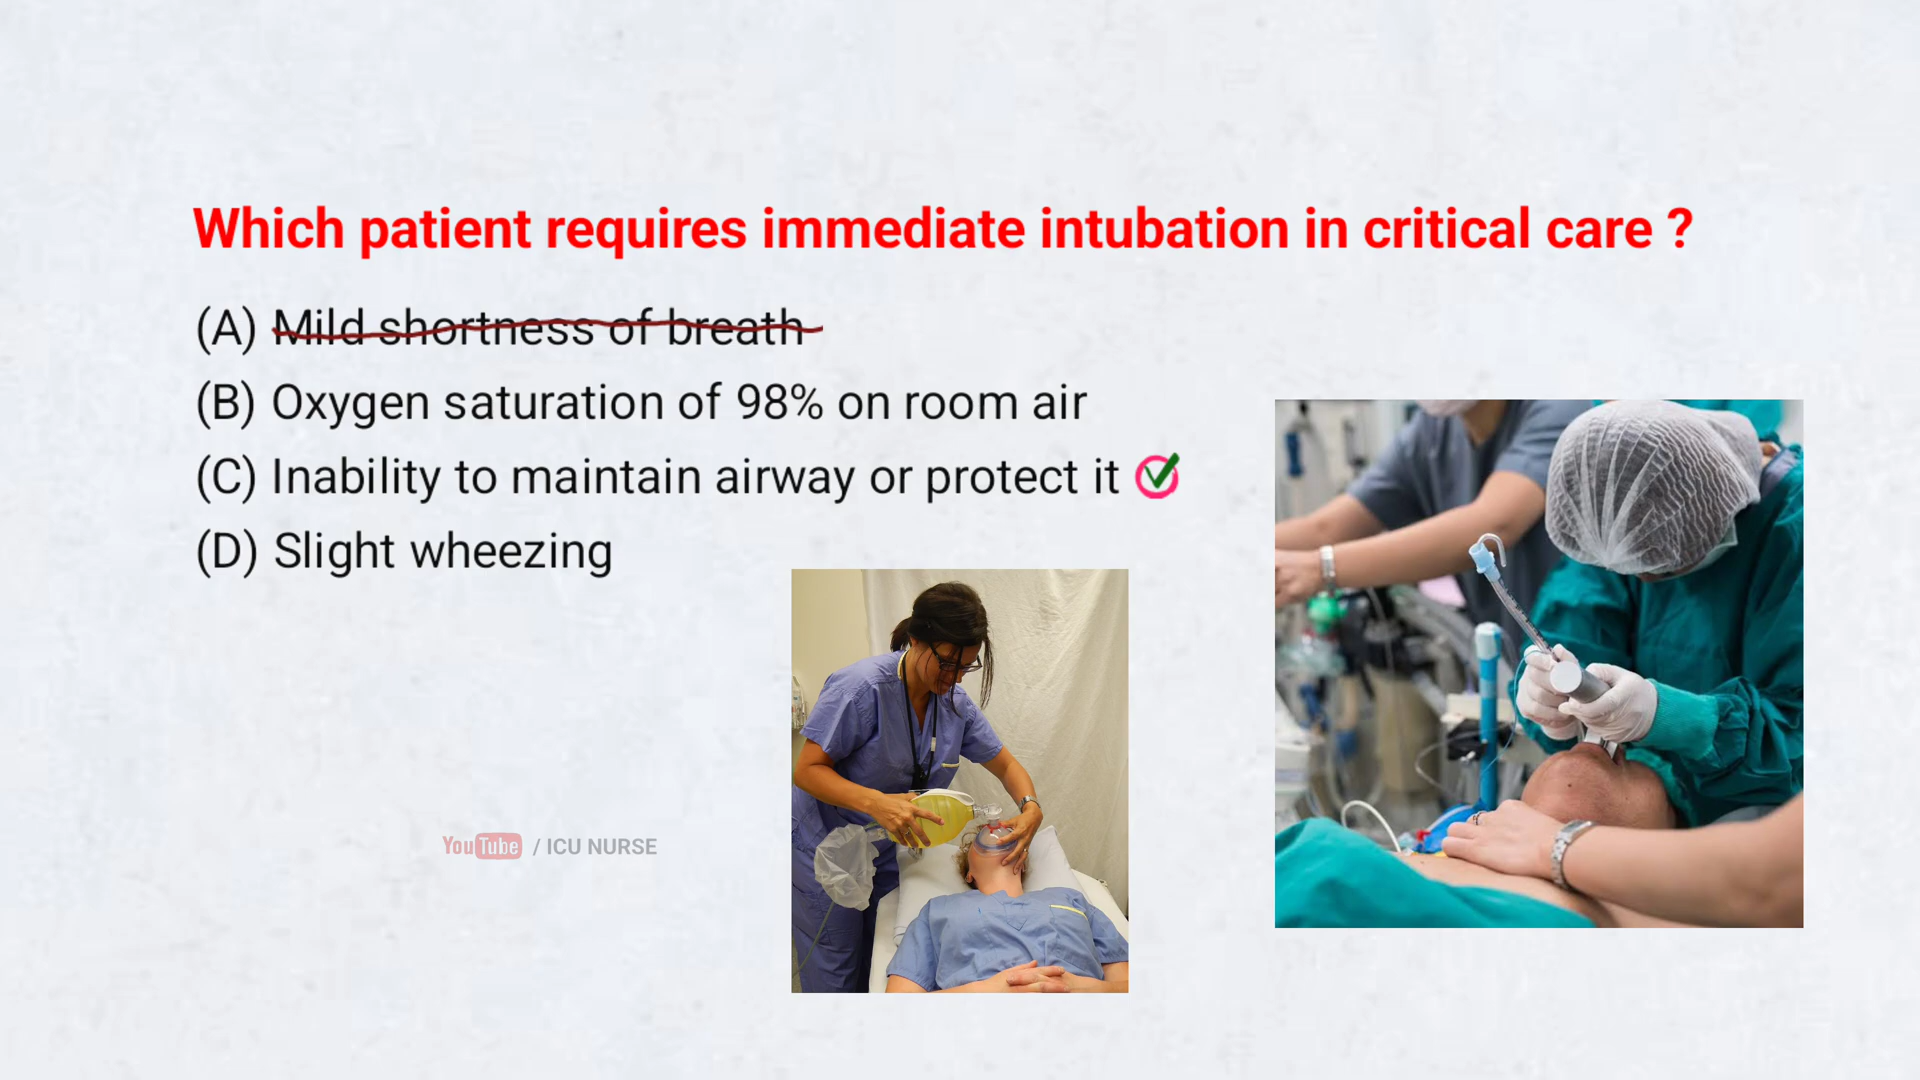 Which patient requires immediate intubation in critical care ?
(A) Mild shortness of breath
(B) Oxygen saturation of 98% on room air
(C) Inability to maintain airway or protect it
(D) Slight wheezing
YouTube / ICU NURSE